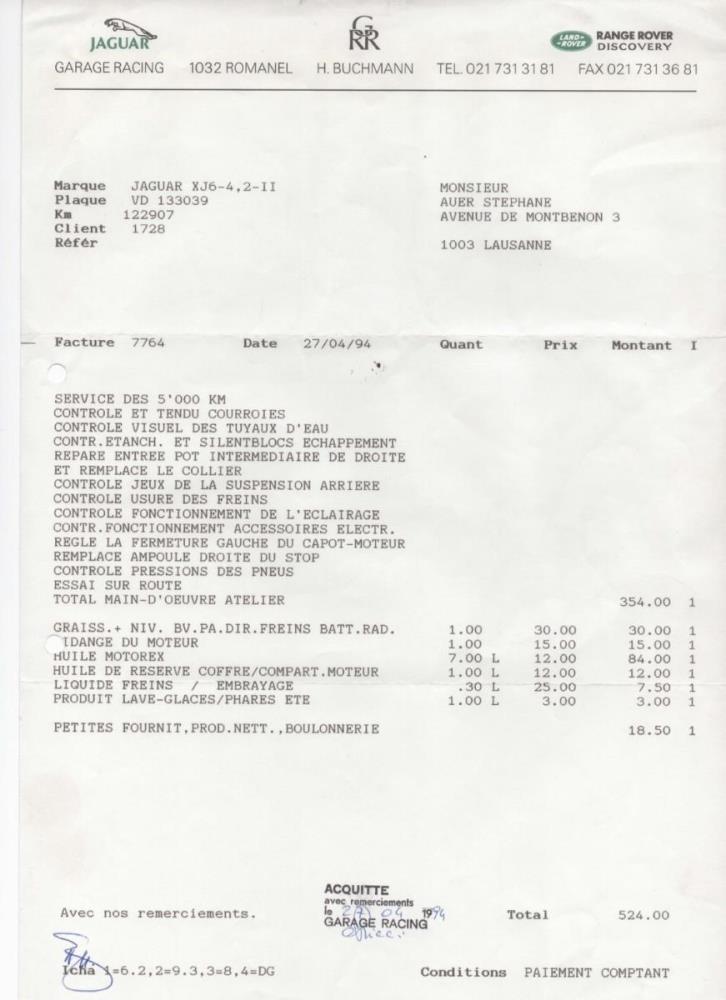 JAGUAR GRR LAND-ROVER RANGE ROVER DISCOVERY
GARAGE RACING 1032 ROMANEL H. BUCHMANN TEL. 021 731 31 81 FAX 021 731 36 81
Marque JAGUAR XJ6-4,2-II
Plaque VD 133039
Km 122907
Client 1728
Référ
MONSIEUR
AUER STEPHANE
AVENUE DE MONTBENON 3
1003 LAUSANNE
Facture 7764 Date 27/04/94 Quant Prix Montant I
SERVICE DES 5'000 KM
CONTROLE ET TENDU COURROIES
CONTROLE VISUEL DES TUYAUX D'EAU
CONTR.ETANCH. ET SILENTBLOCS ECHAPPEMENT
REPARE ENTREE POT INTERMEDIAIRE DE DROITE
ET REMPLACE LE COLLIER
CONTROLE JEUX DE LA SUSPENSION ARRIERE
CONTROLE USURE DES FREINS
CONTROLE FONCTIONNEMENT DE L'ECLAIRAGE
CONTR.FONCTIONNEMENT ACCESSOIRES ELECTR.
REGLE LA FERMETURE GAUCHE DU CAPOT-MOTEUR
REMPLACE AMPOULE DROITE DU STOP
CONTROLE PRESSIONS DES PNEUS
ESSAI SUR ROUTE
TOTAL MAIN-D'OEUVRE ATELIER 354.00 1
GRAISS.+ NIV. BV.PA.DIR.FREINS BATT.RAD. 1.00 30.00 30.00 1
IDANGE DU MOTEUR 1.00 15.00 15.00 1
HUILE MOTOREX 7.00 L 12.00 84.00 1
HUILE DE RESERVE COFFRE/COMPART.MOTEUR 1.00 L 12.00 12.00 1
LIQUIDE FREINS / EMBRAYAGE .30 L 25.00 7.50 1
PRODUIT LAVE-GLACES/PHARES ETE 1.00 L 3.00 3.00 1
PETITES FOURNIT,PROD.NETT.,BOULONNERIE 18.50 1
ACQUITTE
avec remerciements
le 27 04 1994
GARAGE RACING
Avec nos remerciements.
Total 524.00
Icha 1=6.2,2=9.3,3=8,4=DG
Conditions PAIEMENT COMPTANT